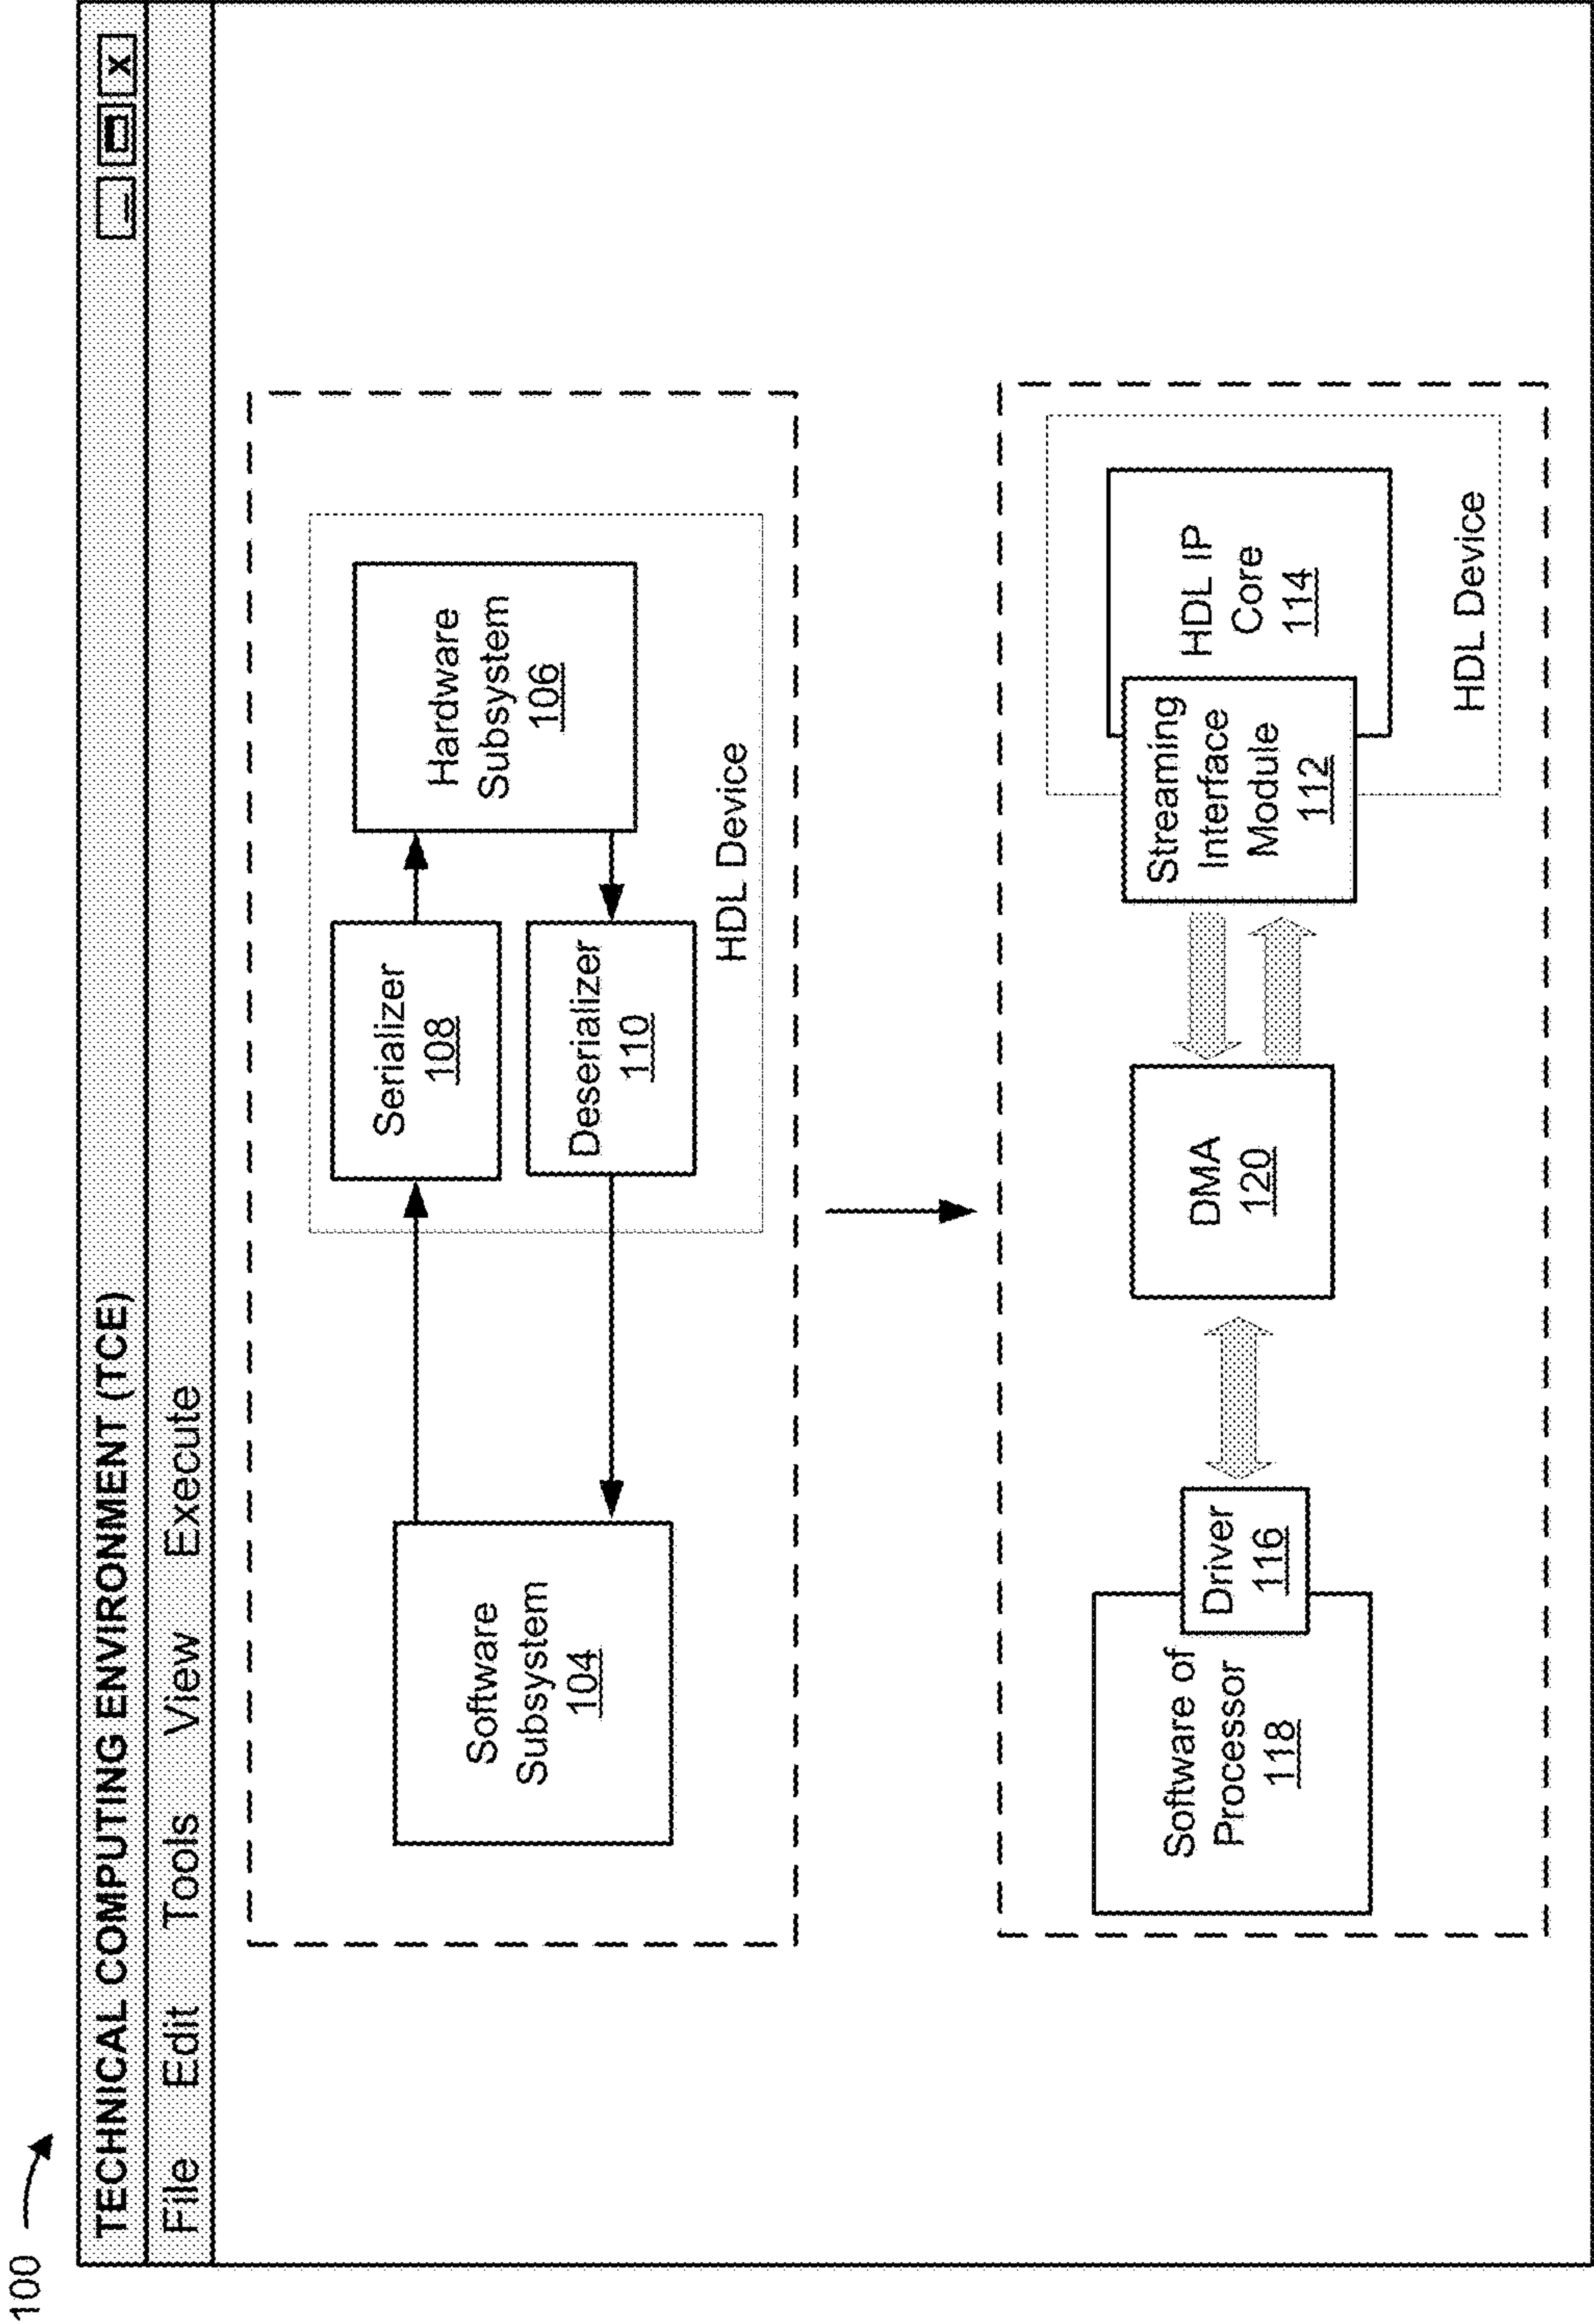 100
TECHNICAL COMPUTING ENVIRONMENT (TCE)
X
File Edit Tools View Execute
Software
Subsystem
104
Serializer
108
Deserializer
110
Hardware
Subsystem
106
HDL Device
Software of
Processor
118
Driver
116
DMA
120
Streaming
Interface
Module
112
HDL IP
Core
114
HDL Device